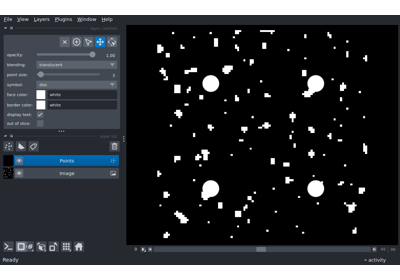 File View Layers Plugins Window Help
opacity: 1.00
blending: translucent
point size:
symbol: disc
face color: white
border color: white
display text: ✓
out of slice:
Points
Image
Ready
activity